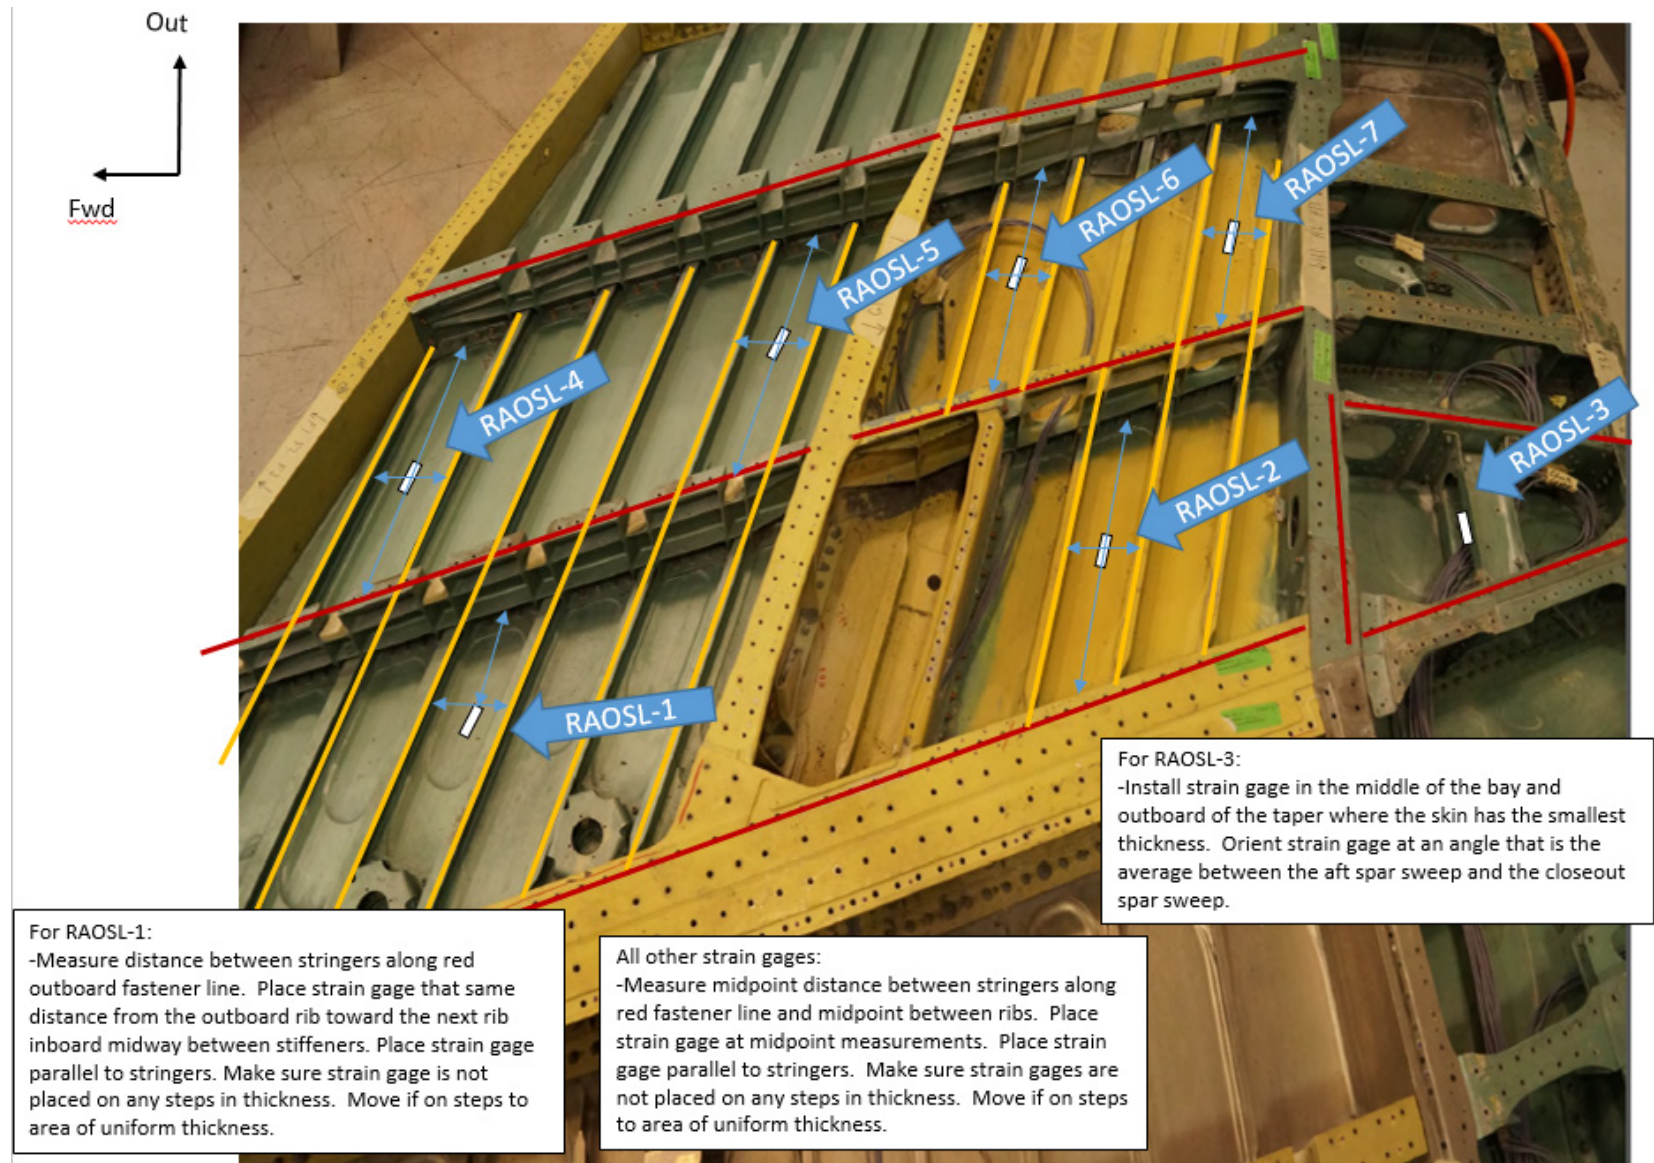 Out
Fwd
RAOSL-7
RAOSL-6
RAOSL-5
RAOSL-4
RAOSL-3
RAOSL-2
RAOSL-1
For RAOSL-3:
-Install strain gage in the middle of the bay and
outboard of the taper where the skin has the smallest
thickness. Orient strain gage at an angle that is the
average between the aft spar sweep and the closeout
spar sweep.
For RAOSL-1:
-Measure distance between stringers along red
outboard fastener line. Place strain gage that same
distance from the outboard rib toward the next rib
inboard midway between stiffeners. Place strain gage
parallel to stringers. Make sure strain gage is not
placed on any steps in thickness. Move if on steps to
area of uniform thickness.
All other strain gages:
-Measure midpoint distance between stringers along
red fastener line and midpoint between ribs. Place
strain gage at midpoint measurements. Place strain
gage parallel to stringers. Make sure strain gages are
not placed on any steps in thickness. Move if on steps
to area of uniform thickness.